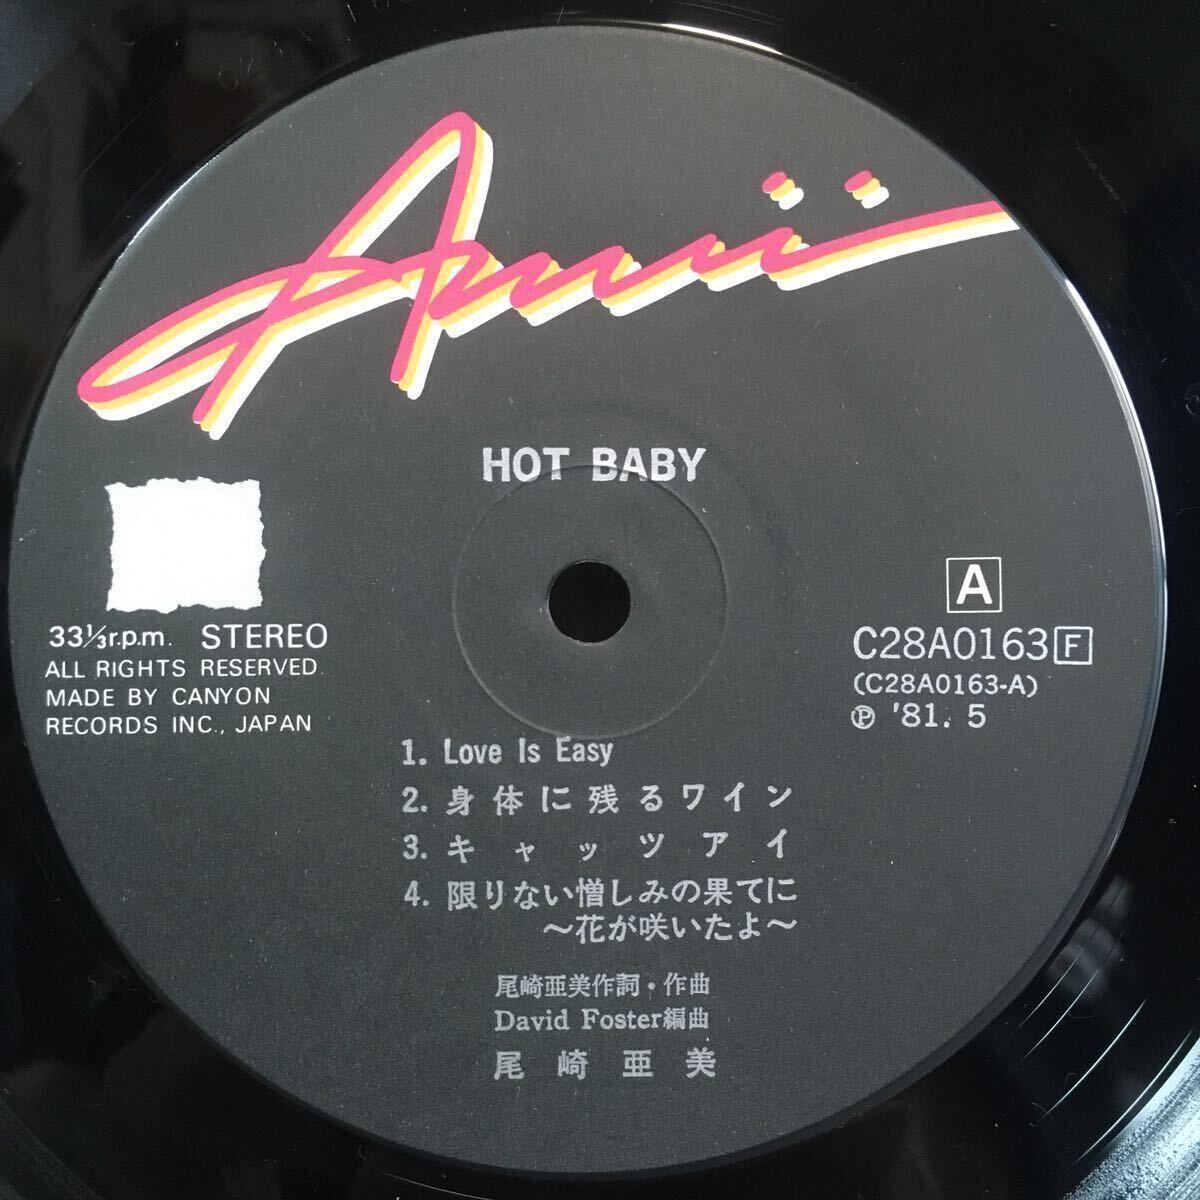 Amii
HOT BABY
A
33⅓r.p.m. STEREO
ALL RIGHTS RESERVED.
MADE BY CANYON
RECORDS INC., JAPAN
C28A0163 F
(C28A0163-A)
Ⓟ '81. 5
1. Love Is Easy
2. 身体に残るワイン
3. キャッツアイ
4. 限りない憎しみの果てに
〜花が咲いたよ〜
尾崎亜美作詞・作曲
David Foster編曲
尾崎亜美